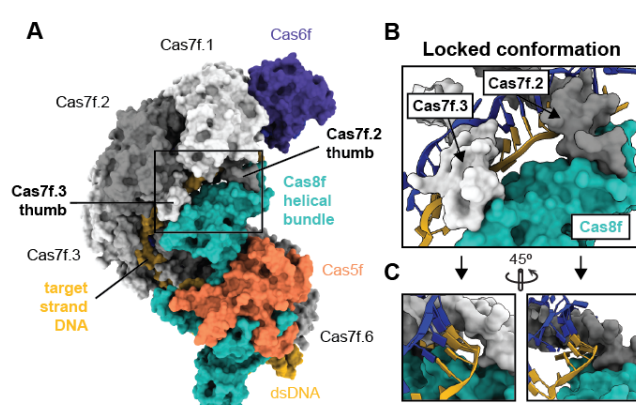 A
Cas7f.1
Cas6f
Cas7f.2
Cas7f.2
thumb
Cas7f.3
thumb
Cas8f
helical
bundle
Cas7f.3
target
strand
DNA
Cas5f
Cas7f.6
dsDNA
B
Locked conformation
Cas7f.2
Cas7f.3
Cas8f
45º
C